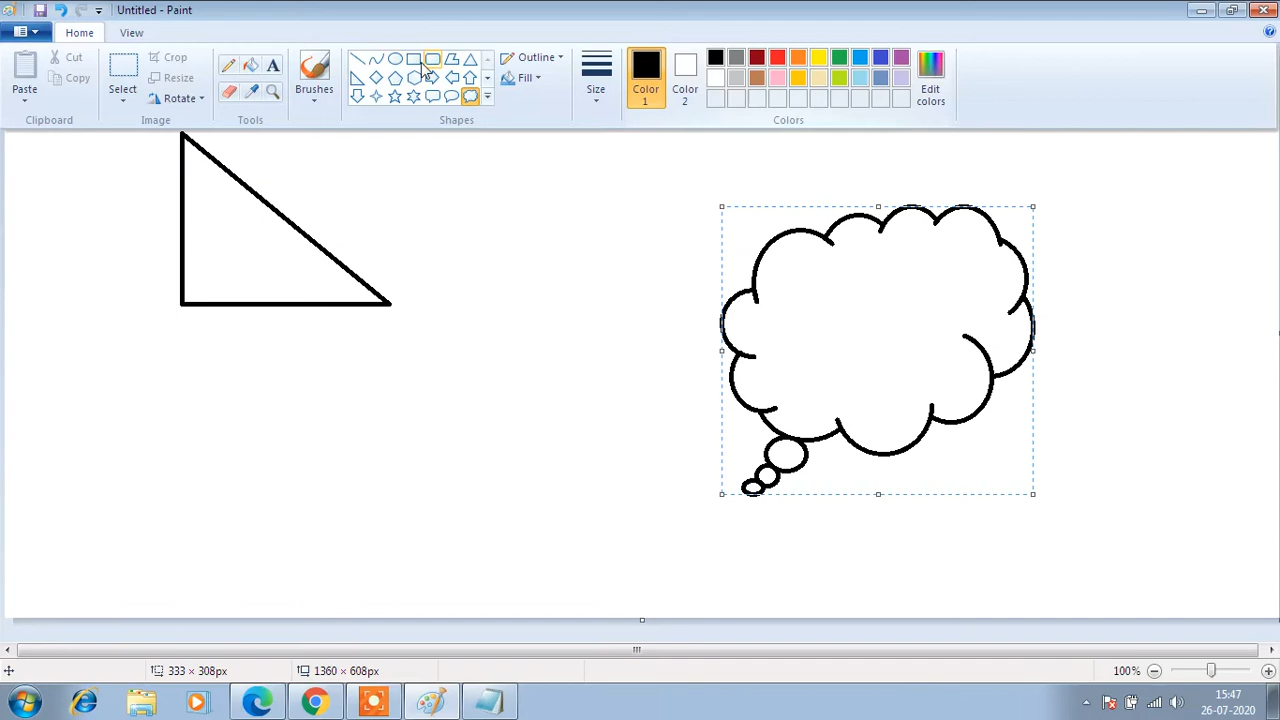 Untitled - Paint
Home View
Paste
Cut
Copy
Clipboard
Select
Crop
Resize
Rotate
Image
A
Tools
Brushes
Shapes
Outline
Fill
Size
Color 1
Color 2
Edit colors
Colors
333 × 308px
1360 × 608px
100%
15:47
26-07-2020